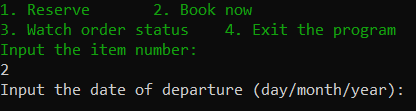 1. Reserve 2. Book now
3. Watch order status 4. Exit the program
Input the item number:
2
Input the date of departure (day/month/year):